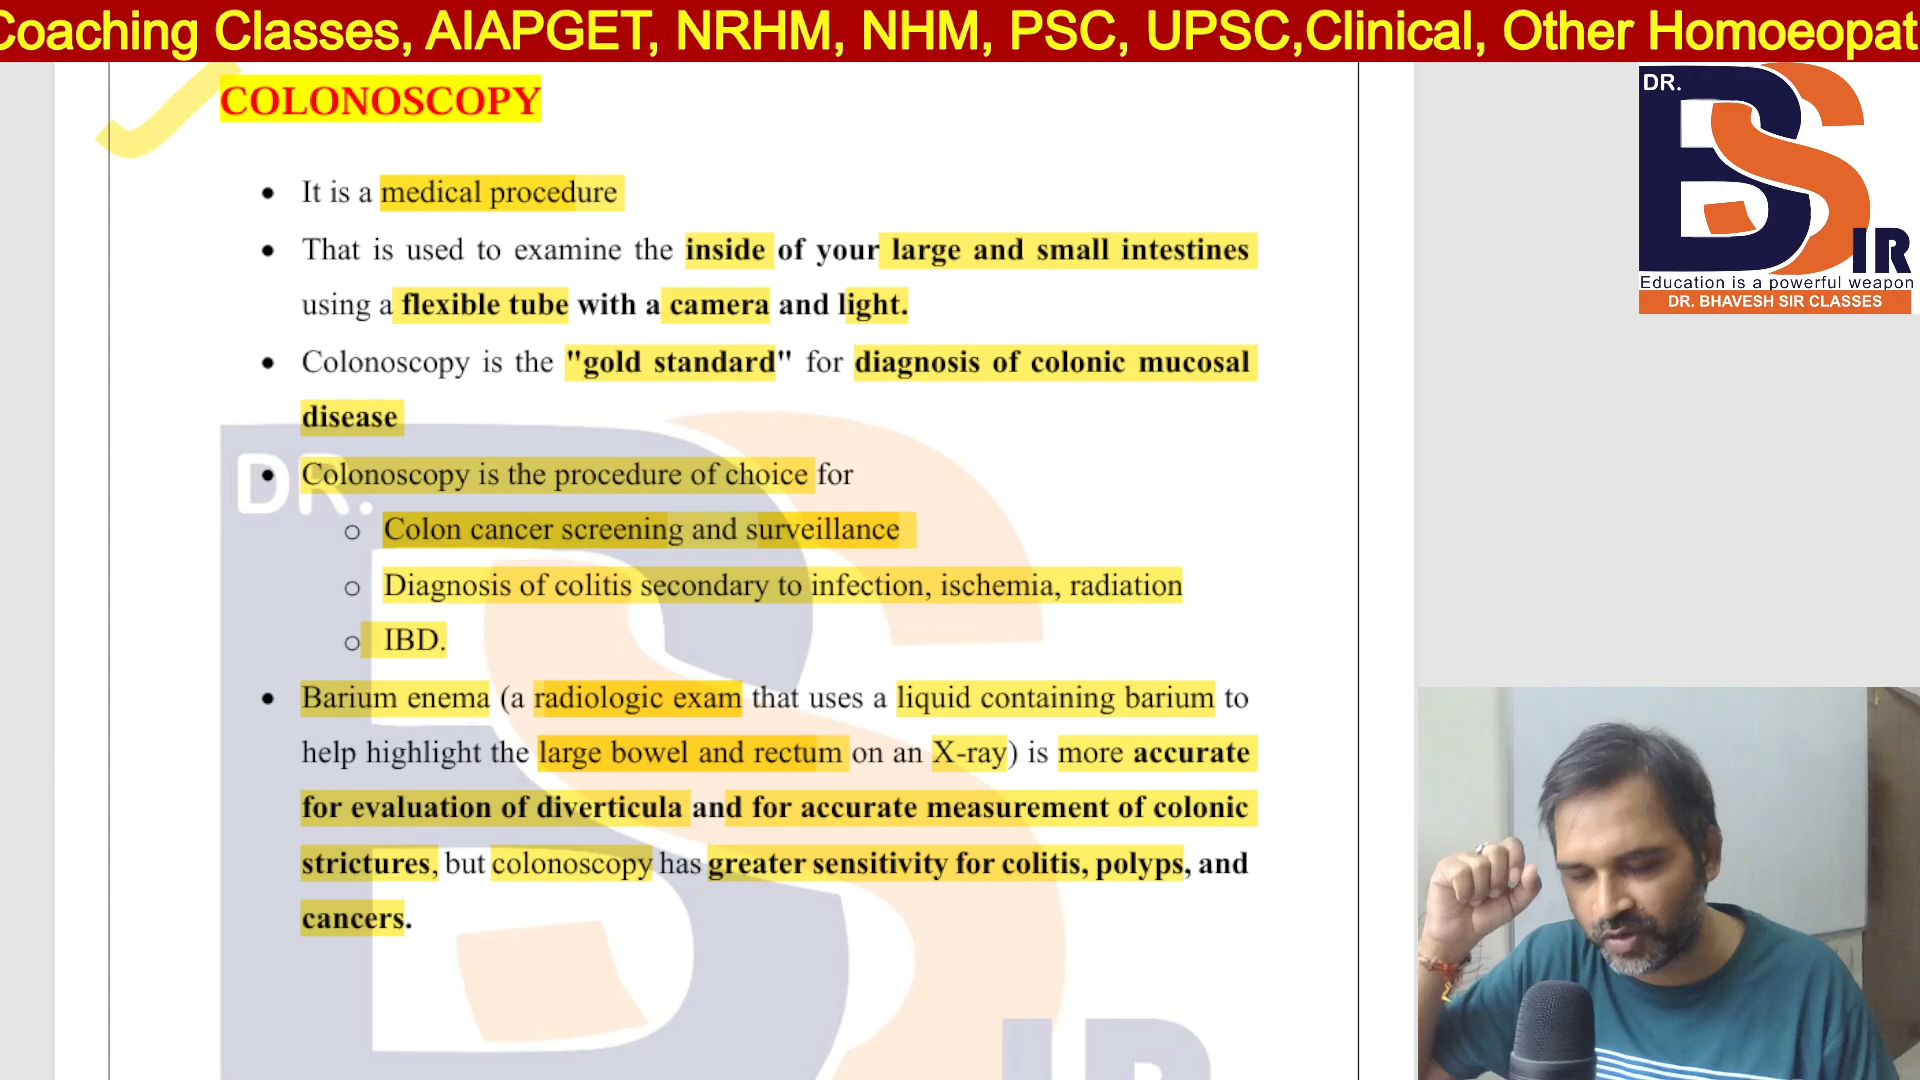 Coaching Classes, AIAPGET, NRHM, NHM, PSC, UPSC,Clinical, Other Homoeopat
DR.
BS
IR
Education is a powerful weapon
DR. BHAVESH SIR CLASSES
COLONOSCOPY
• It is a medical procedure
• That is used to examine the inside of your large and small intestines
using a flexible tube with a camera and light.
• Colonoscopy is the "gold standard" for diagnosis of colonic mucosal
disease
• Colonoscopy is the procedure of choice for
o Colon cancer screening and surveillance
o Diagnosis of colitis secondary to infection, ischemia, radiation
o IBD.
• Barium enema (a radiologic exam that uses a liquid containing barium to
help highlight the large bowel and rectum on an X-ray) is more accurate
for evaluation of diverticula and for accurate measurement of colonic
strictures, but colonoscopy has greater sensitivity for colitis, polyps, and
cancers.
DR.
BS
IR